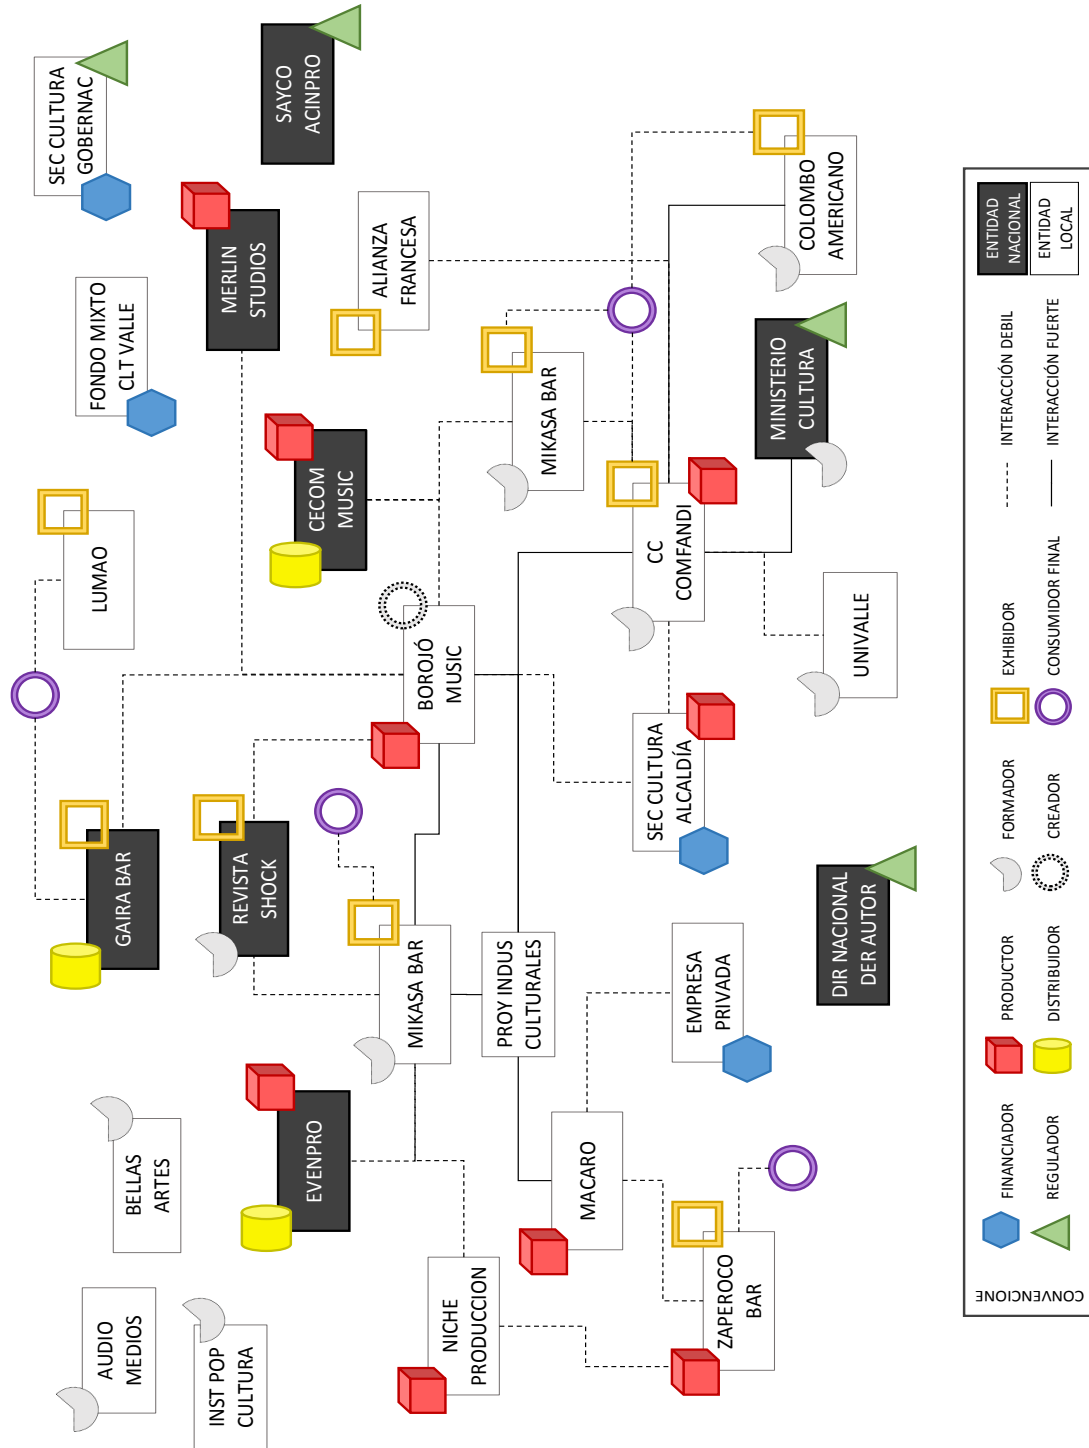 AUDIO
MEDIOS
BELLAS
ARTES
GAIRA BAR
LUMAO
FONDO MIXTO
CLT VALLE
SEC CULTURA
GOBERNAC
INST POP
CULTURA
EVENPRO
REVISTA
SHOCK
CECOM
MUSIC
MERLIN
STUDIOS
SAYCO
ACINPRO
NICHE
PRODUCCION
MIKASA BAR
BOROJÓ
MUSIC
ALIANZA
FRANCESA
PROY INDUS
CULTURALES
MIKASA BAR
MACARO
SEC CULTURA
ALCALDÍA
CC
COMFANDI
ZAPEROCO
BAR
EMPRESA
PRIVADA
MINISTERIO
CULTURA
COLOMBO
AMERICANO
DIR NACIONAL
DER AUTOR
UNIVALLE
CONVENCIONE
FINANCIADOR
PRODUCTOR
FORMADOR
EXHIBIDOR
INTERACCIÓN DEBIL
ENTIDAD
NACIONAL
REGULADOR
DISTRIBUIDOR
CREADOR
CONSUMIDOR FINAL
INTERACCIÓN FUERTE
ENTIDAD
LOCAL